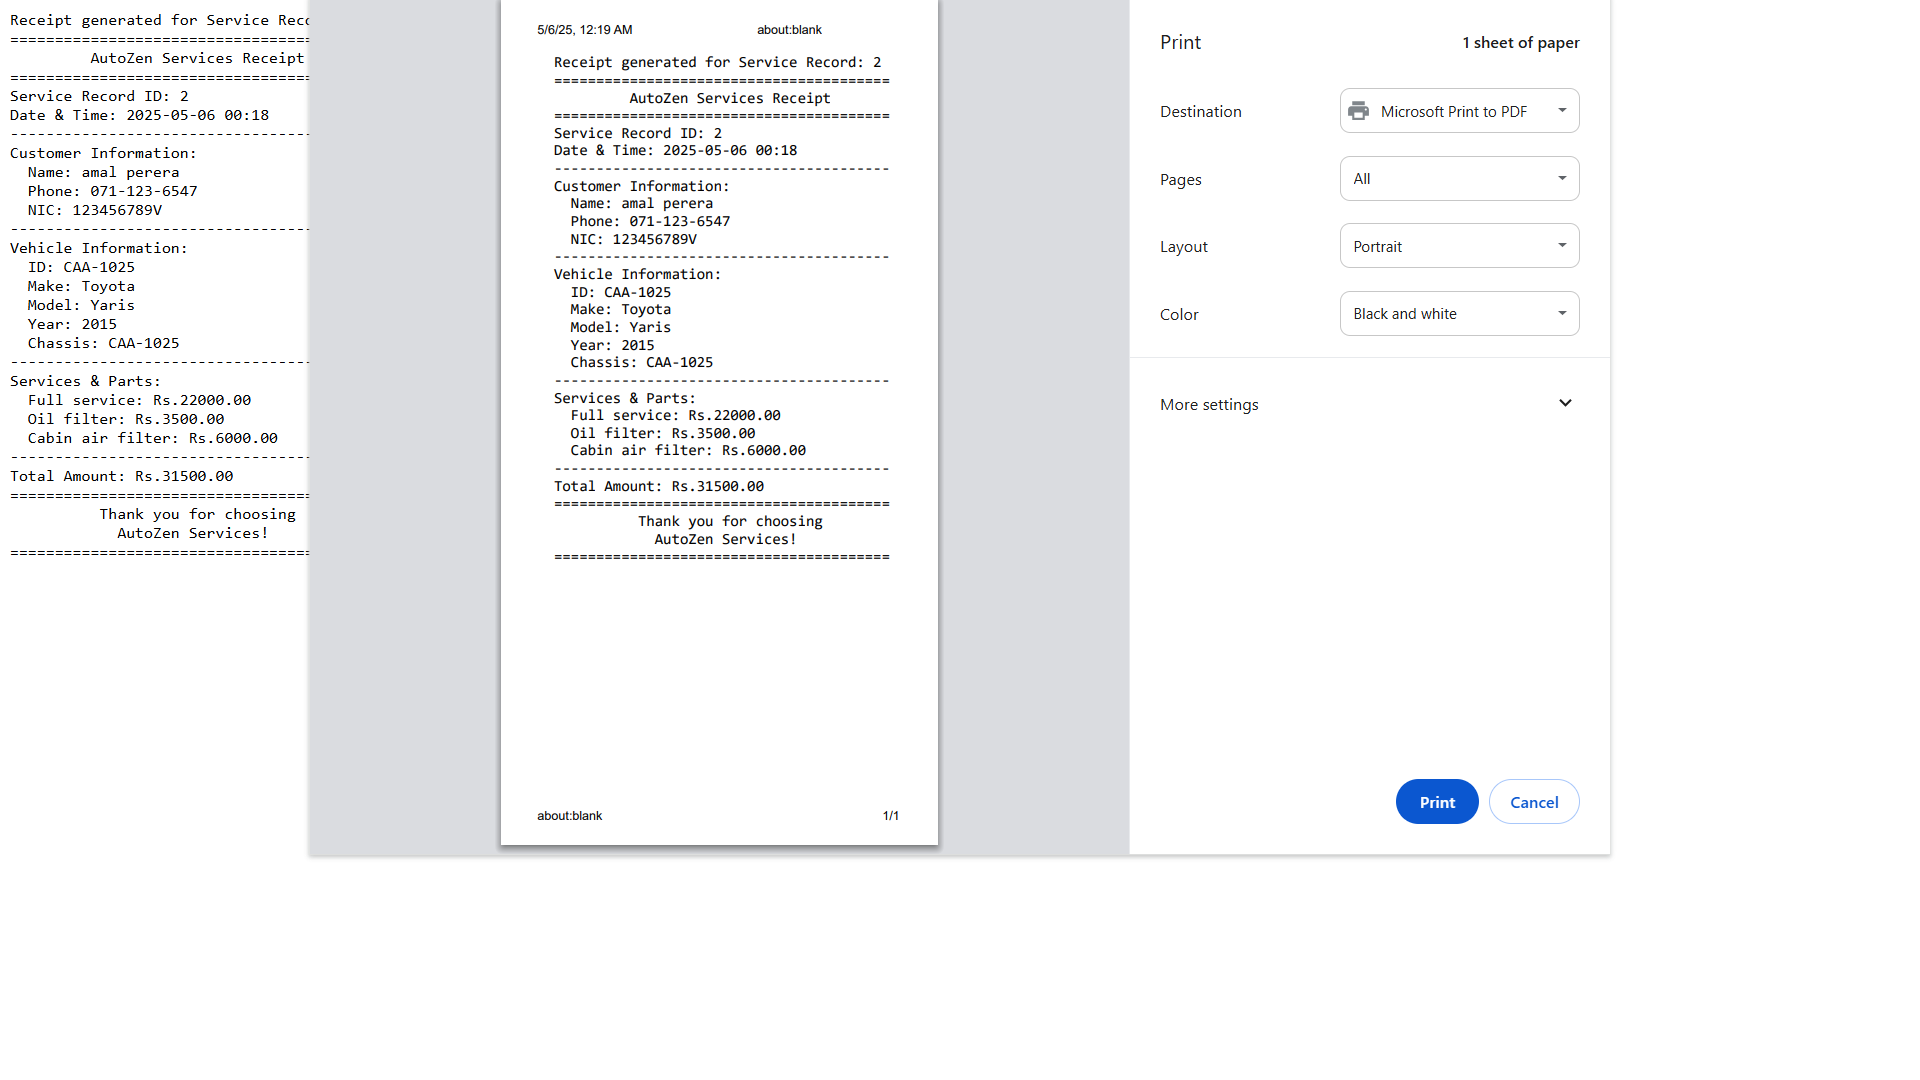 Receipt generated for Service Reco
===================================
AutoZen Services Receipt
===================================
Service Record ID: 2
Date & Time: 2025-05-06 00:18
-----------------------------------
Customer Information:
Name: amal perera
Phone: 071-123-6547
NIC: 123456789V
-----------------------------------
Vehicle Information:
ID: CAA-1025
Make: Toyota
Model: Yaris
Year: 2015
Chassis: CAA-1025
-----------------------------------
Services & Parts:
Full service: Rs.22000.00
Oil filter: Rs.3500.00
Cabin air filter: Rs.6000.00
-----------------------------------
Total Amount: Rs.31500.00
===================================
Thank you for choosing
AutoZen Services!
===================================
5/6/25, 12:19 AM about:blank
Receipt generated for Service Record: 2
========================================
AutoZen Services Receipt
========================================
Service Record ID: 2
Date & Time: 2025-05-06 00:18
----------------------------------------
Customer Information:
Name: amal perera
Phone: 071-123-6547
NIC: 123456789V
----------------------------------------
Vehicle Information:
ID: CAA-1025
Make: Toyota
Model: Yaris
Year: 2015
Chassis: CAA-1025
----------------------------------------
Services & Parts:
Full service: Rs.22000.00
Oil filter: Rs.3500.00
Cabin air filter: Rs.6000.00
----------------------------------------
Total Amount: Rs.31500.00
========================================
Thank you for choosing
AutoZen Services!
========================================
about:blank 1/1
Print 1 sheet of paper
Destination Microsoft Print to PDF
Pages All
Layout Portrait
Color Black and white
More settings
Print Cancel